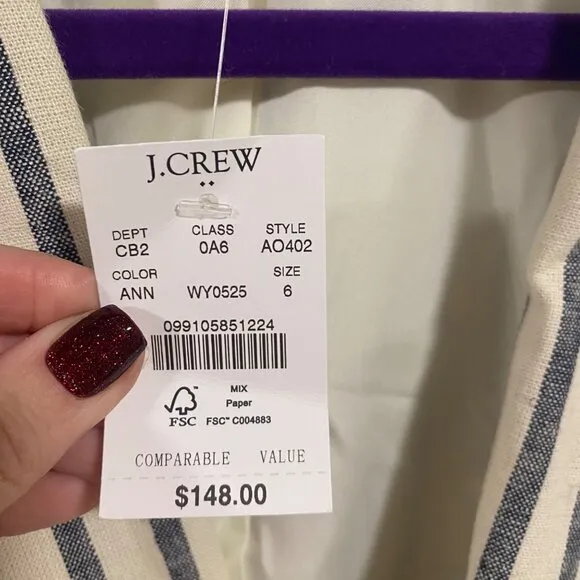 J.CREW
DEPT CLASS STYLE
CB2 0A6 AO402
COLOR SIZE
ANN WY0525 6
099105851224
FSC™
MIX
Paper
FSC™ C004883
COMPARABLE VALUE
$148.00